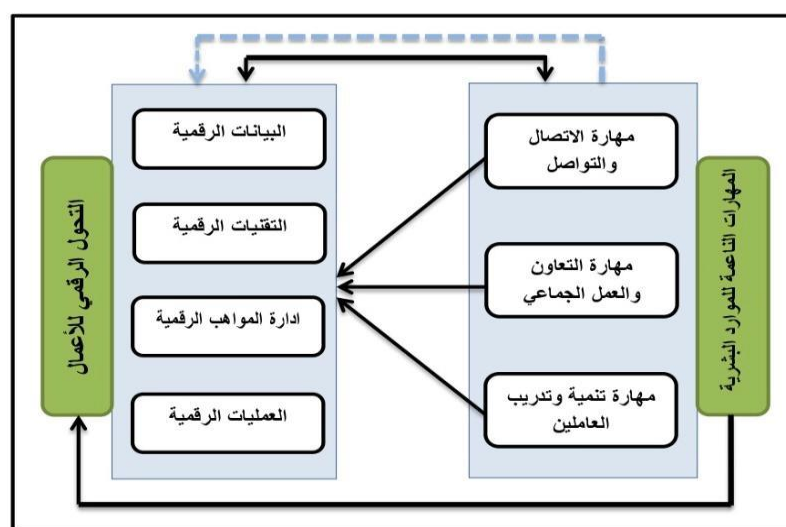 المهارات الناعمة للموارد البشرية
مهارة الاتصال
والتواصل
مهارة التعاون
والعمل الجماعي
مهارة تنمية وتدريب
العاملين
البيانات الرقمية
التقنيات الرقمية
ادارة المواهب الرقمية
العمليات الرقمية
التحول الرقمي للأعمال